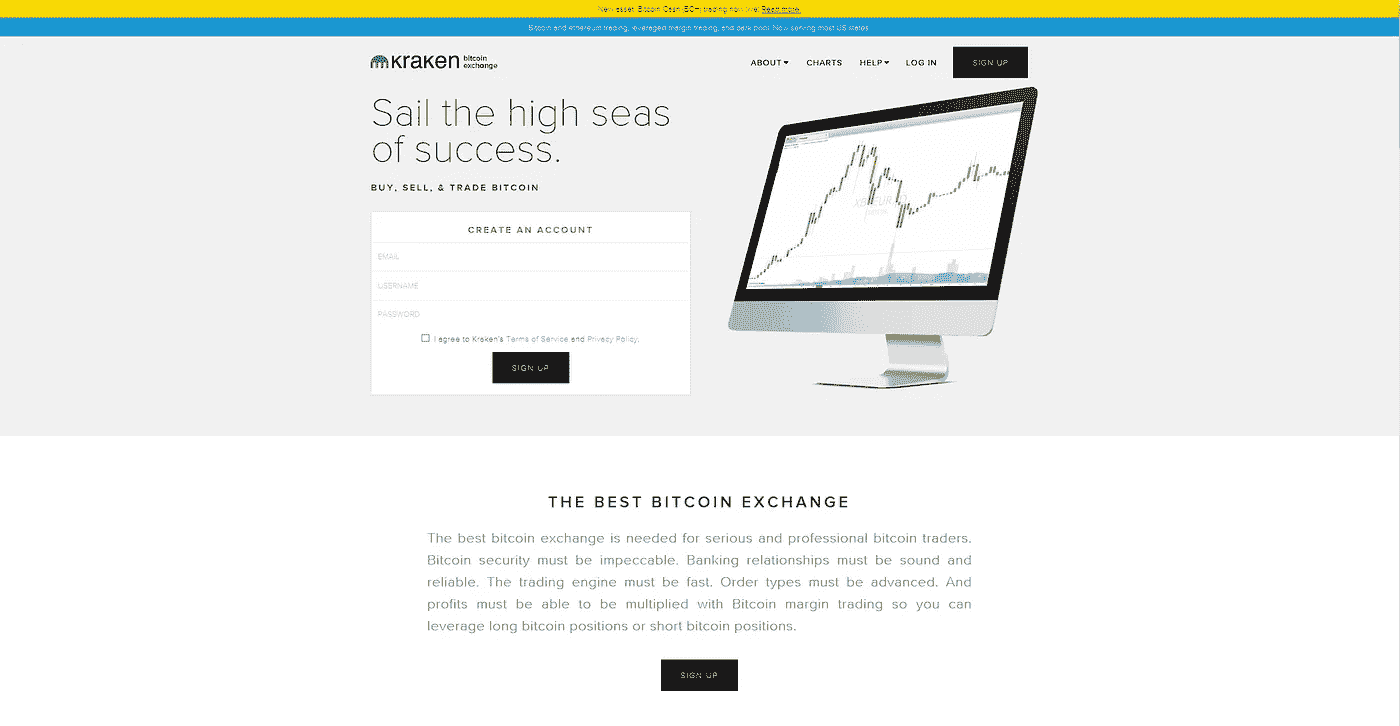 New asset: Bitcoin Cash (BCH) trading now live. Read more.
Bitcoin and ethereum trading, leveraged margin trading, and dark pool. Now serving most US states.
kraken bitcoin exchange
ABOUT CHARTS HELP LOG IN SIGN UP
Sail the high seas
of success.
BUY, SELL, & TRADE BITCOIN
CREATE AN ACCOUNT
EMAIL
USERNAME
PASSWORD
I agree to Kraken's Terms of Service and Privacy Policy.
SIGN UP
THE BEST BITCOIN EXCHANGE
The best bitcoin exchange is needed for serious and professional bitcoin traders.
Bitcoin security must be impeccable. Banking relationships must be sound and
reliable. The trading engine must be fast. Order types must be advanced. And
profits must be able to be multiplied with Bitcoin margin trading so you can
leverage long bitcoin positions or short bitcoin positions.
SIGN UP